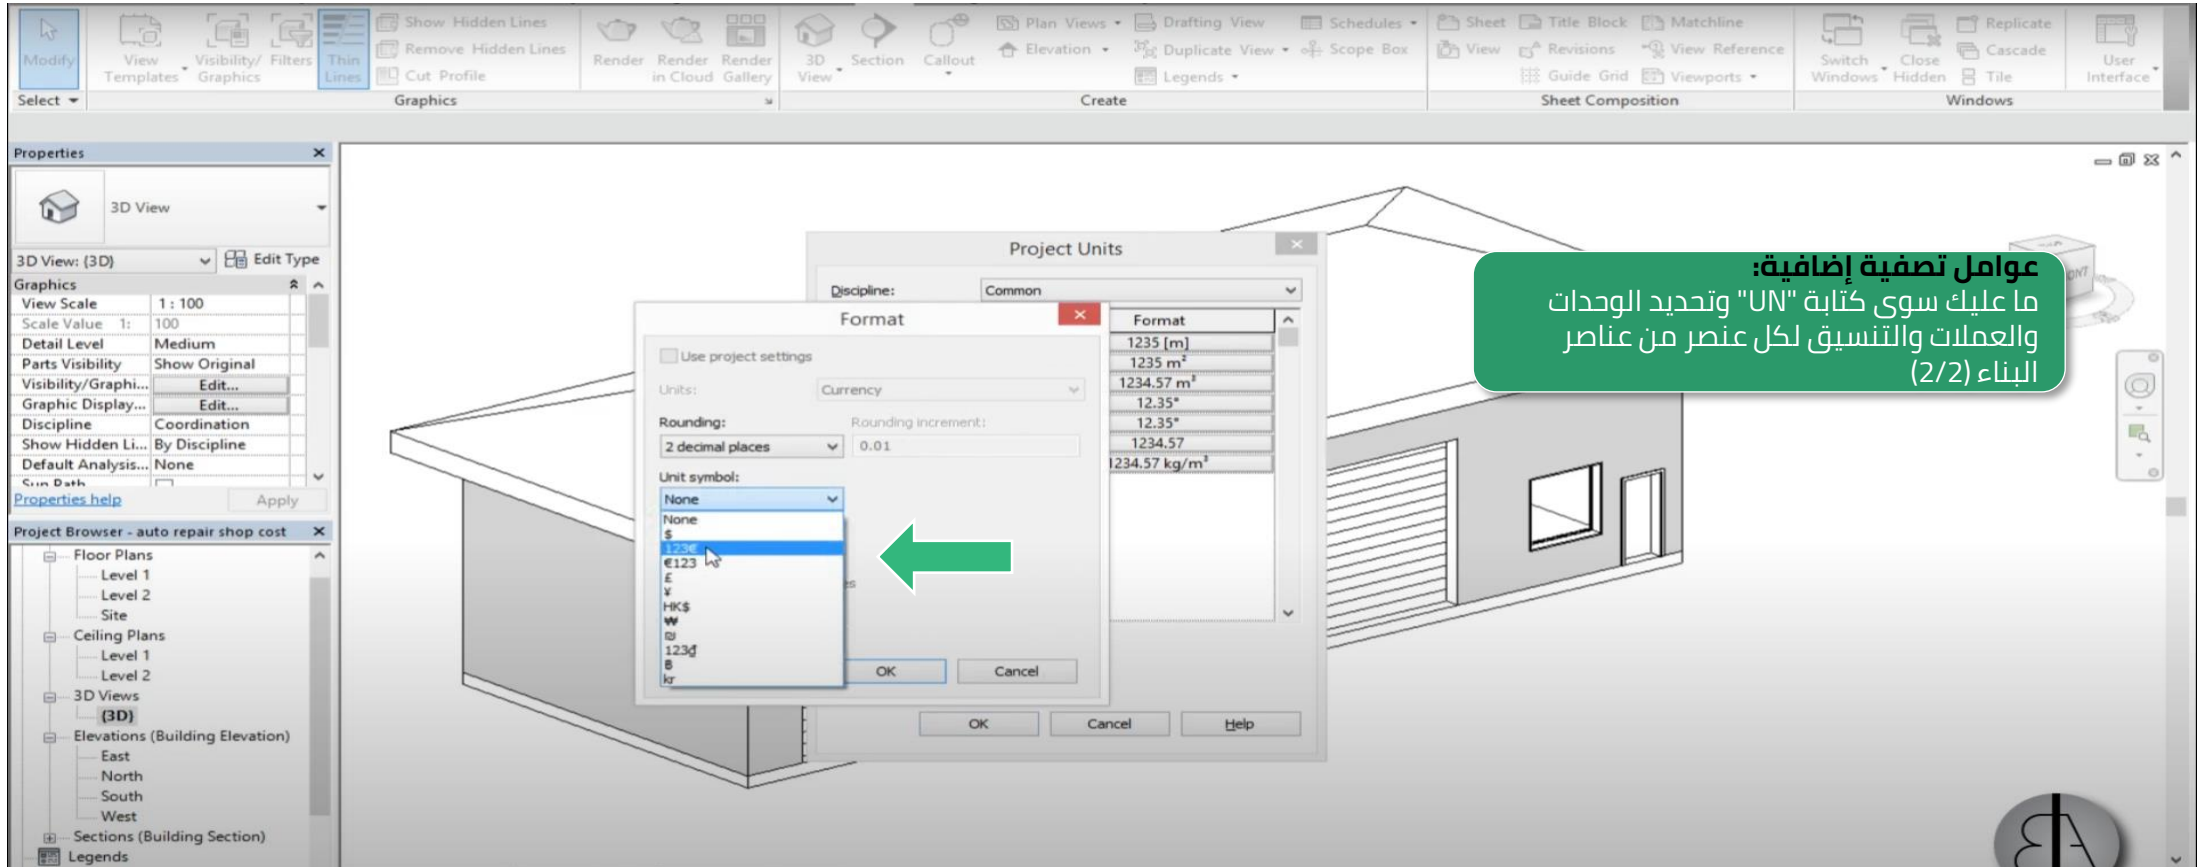 Modify
View
Templates
Visibility/
Graphics
Filters
Thin
Lines
Show Hidden Lines
Remove Hidden Lines
Cut Profile
Render
Render
in Cloud
Render
Gallery
3D
View
Section
Callout
Plan Views
Elevation
Drafting View
Duplicate View
Legends
Schedules
Scope Box
Sheet
View
Title Block
Revisions
Guide Grid
Matchline
View Reference
Viewports
Switch
Windows
Close
Hidden
Replicate
Cascade
Tile
User
Interface
Select
Graphics
Create
Sheet Composition
Windows
Properties
3D View
3D View: {3D}
Edit Type
Graphics
View Scale 1 : 100
Scale Value 1: 100
Detail Level Medium
Parts Visibility Show Original
Visibility/Graphi... Edit...
Graphic Display... Edit...
Discipline Coordination
Show Hidden Li... By Discipline
Default Analysis... None
Sun Path
Properties help
Apply
Project Browser - auto repair shop cost
Floor Plans
Level 1
Level 2
Site
Ceiling Plans
Level 1
Level 2
3D Views
{3D}
Elevations (Building Elevation)
East
North
South
West
Sections (Building Section)
Legends
Project Units
Discipline:
Common
Format
1235 [m]
1235 m²
1234.57 m³
12.35°
12.35°
1234.57
1234.57 kg/m³
OK
Cancel
Help
Format
Use project settings
Units:
Currency
Rounding:
Rounding increment:
2 decimal places
0.01
Unit symbol:
None
None
$
123€
€123
£
¥
HK$
₩
₪
123₫
฿
kr
OK
Cancel
عوامل تصفية إضافية:
ما عليك سوى كتابة "UN" وتحديد الوحدات
والعملات والتنسيق لكل عنصر من عناصر
البناء (2/2)